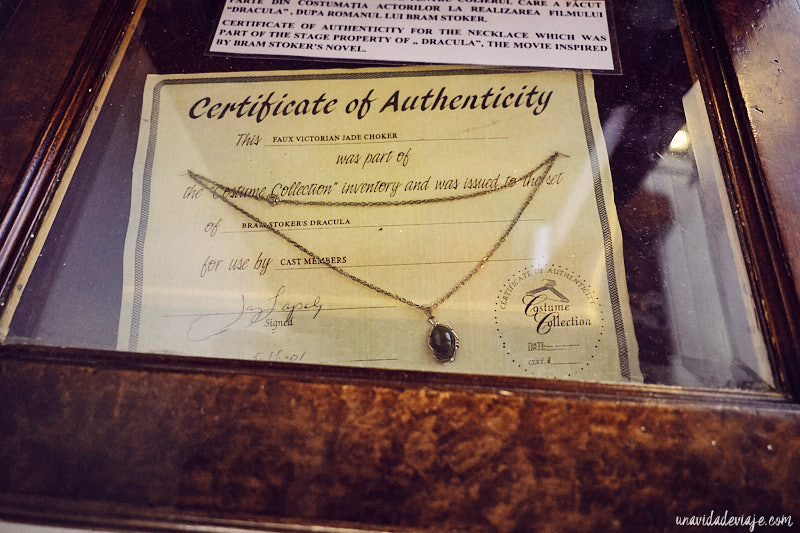 PARTE DIN COSTUMAȚIA ACTORILOR LA REALIZAREA FILMULUI
"DRACULA", DUPA ROMANUL LUI BRAM STOKER.
CERTIFICATE OF AUTHENTICITY FOR THE NECKLACE WHICH WAS
PART OF THE STAGE PROPERTY OF „ DRACULA”, THE MOVIE INSPIRED
BY BRAM STOKER'S NOVEL.
Certificate of Authenticity
This FAUX VICTORIAN JADE CHOKER
was part of
the "Costume Collection" inventory and was issued to the set
of BRAM STOKER'S DRACULA
for use by CAST MEMBERS
Signed
CERTIFICATE OF AUTHENTICITY
Costume
Collection
DATE:
CERT. #
unavidadeviaje.com